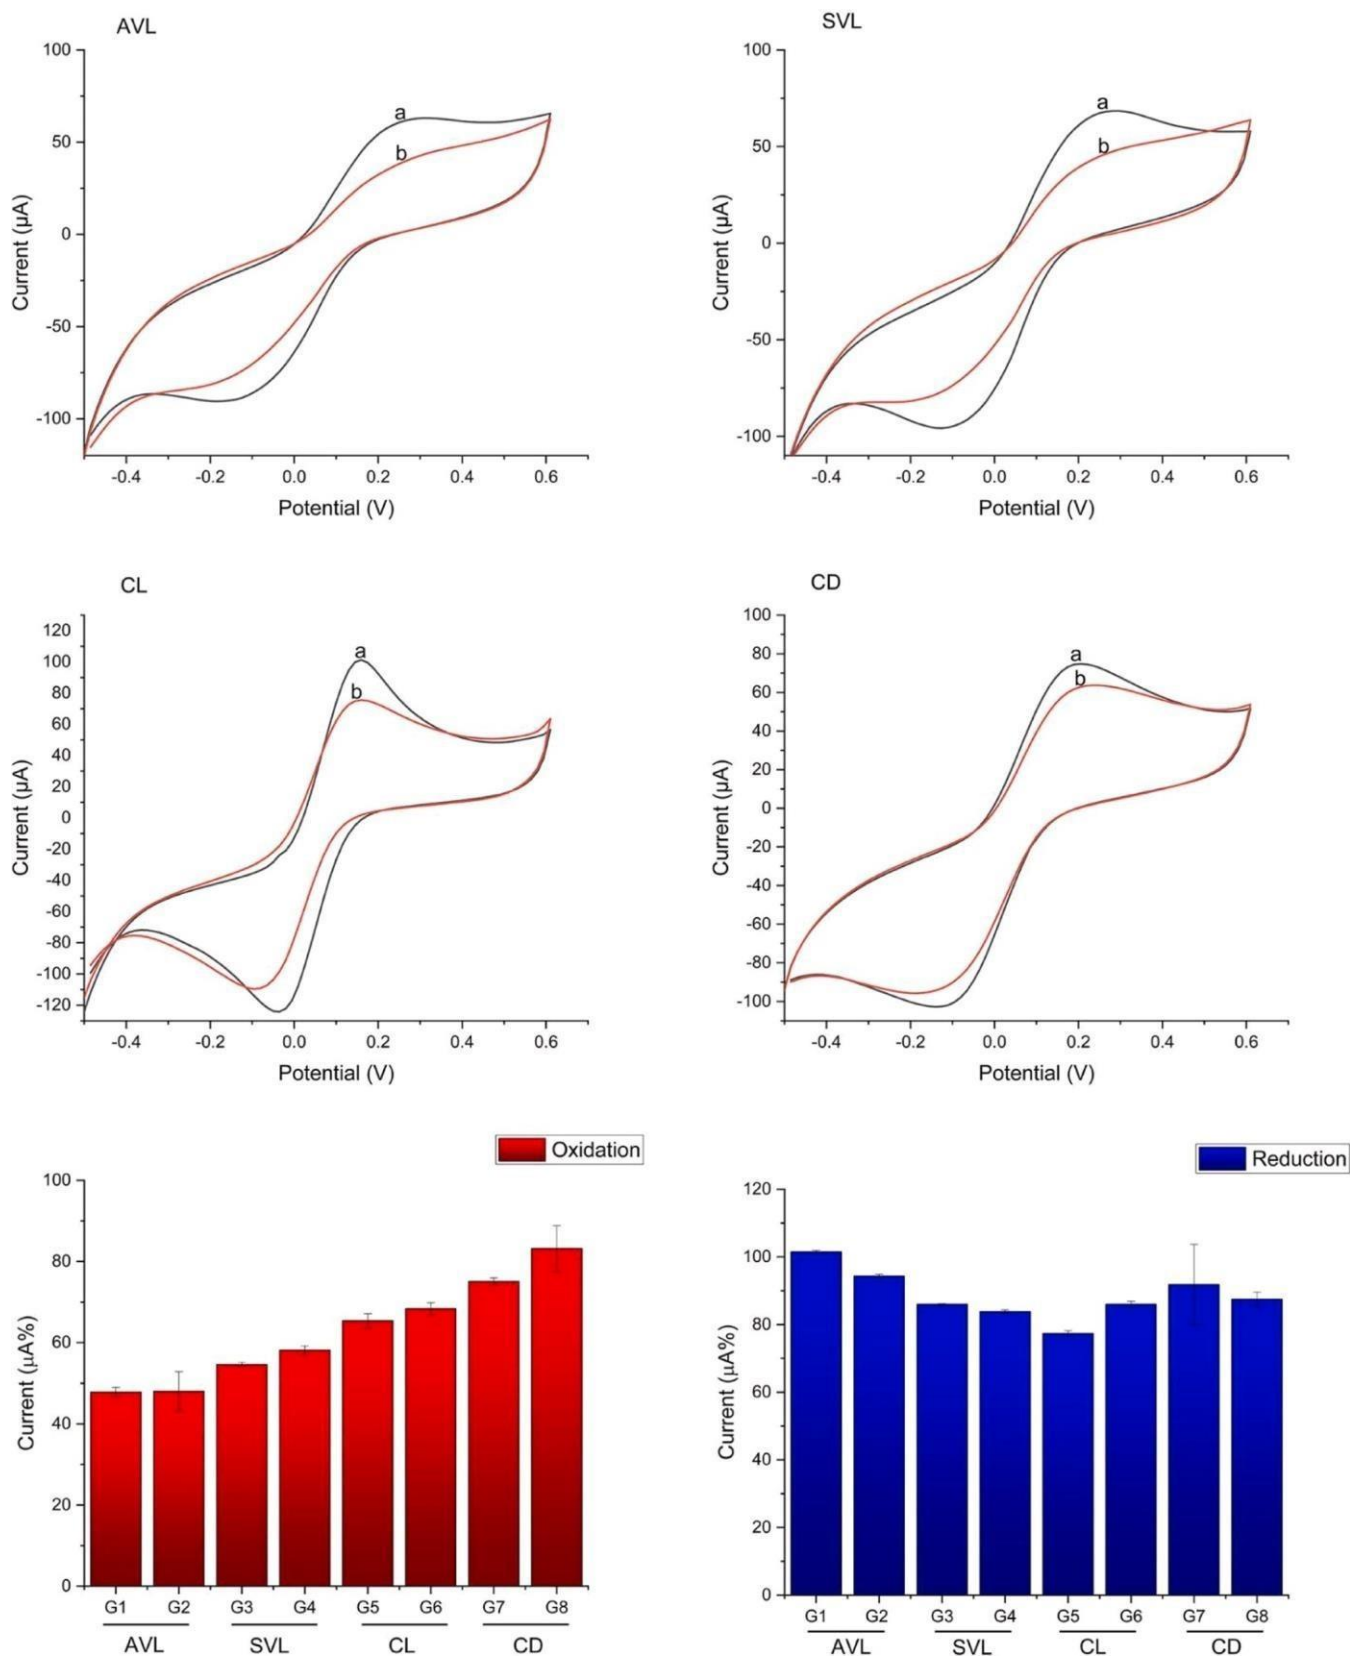 AVL
100
50
0
-50
-100
Current (µA)
a
b
-0.4 -0.2 0.0 0.2 0.4 0.6
Potential (V)
SVL
100
50
0
-50
-100
Current (µA)
a
b
-0.4 -0.2 0.0 0.2 0.4 0.6
Potential (V)
CL
120
100
80
60
40
20
0
-20
-40
-60
-80
-100
-120
Current (µA)
a
b
-0.4 -0.2 0.0 0.2 0.4 0.6
Potential (V)
CD
100
80
60
40
20
0
-20
-40
-60
-80
-100
Current (µA)
a
b
-0.4 -0.2 0.0 0.2 0.4 0.6
Potential (V)
Oxidation
100
80
60
40
20
0
Current (µA%)
G1 G2 G3 G4 G5 G6 G7 G8
AVL SVL CL CD
Reduction
120
100
80
60
40
20
0
Current (µA%)
G1 G2 G3 G4 G5 G6 G7 G8
AVL SVL CL CD